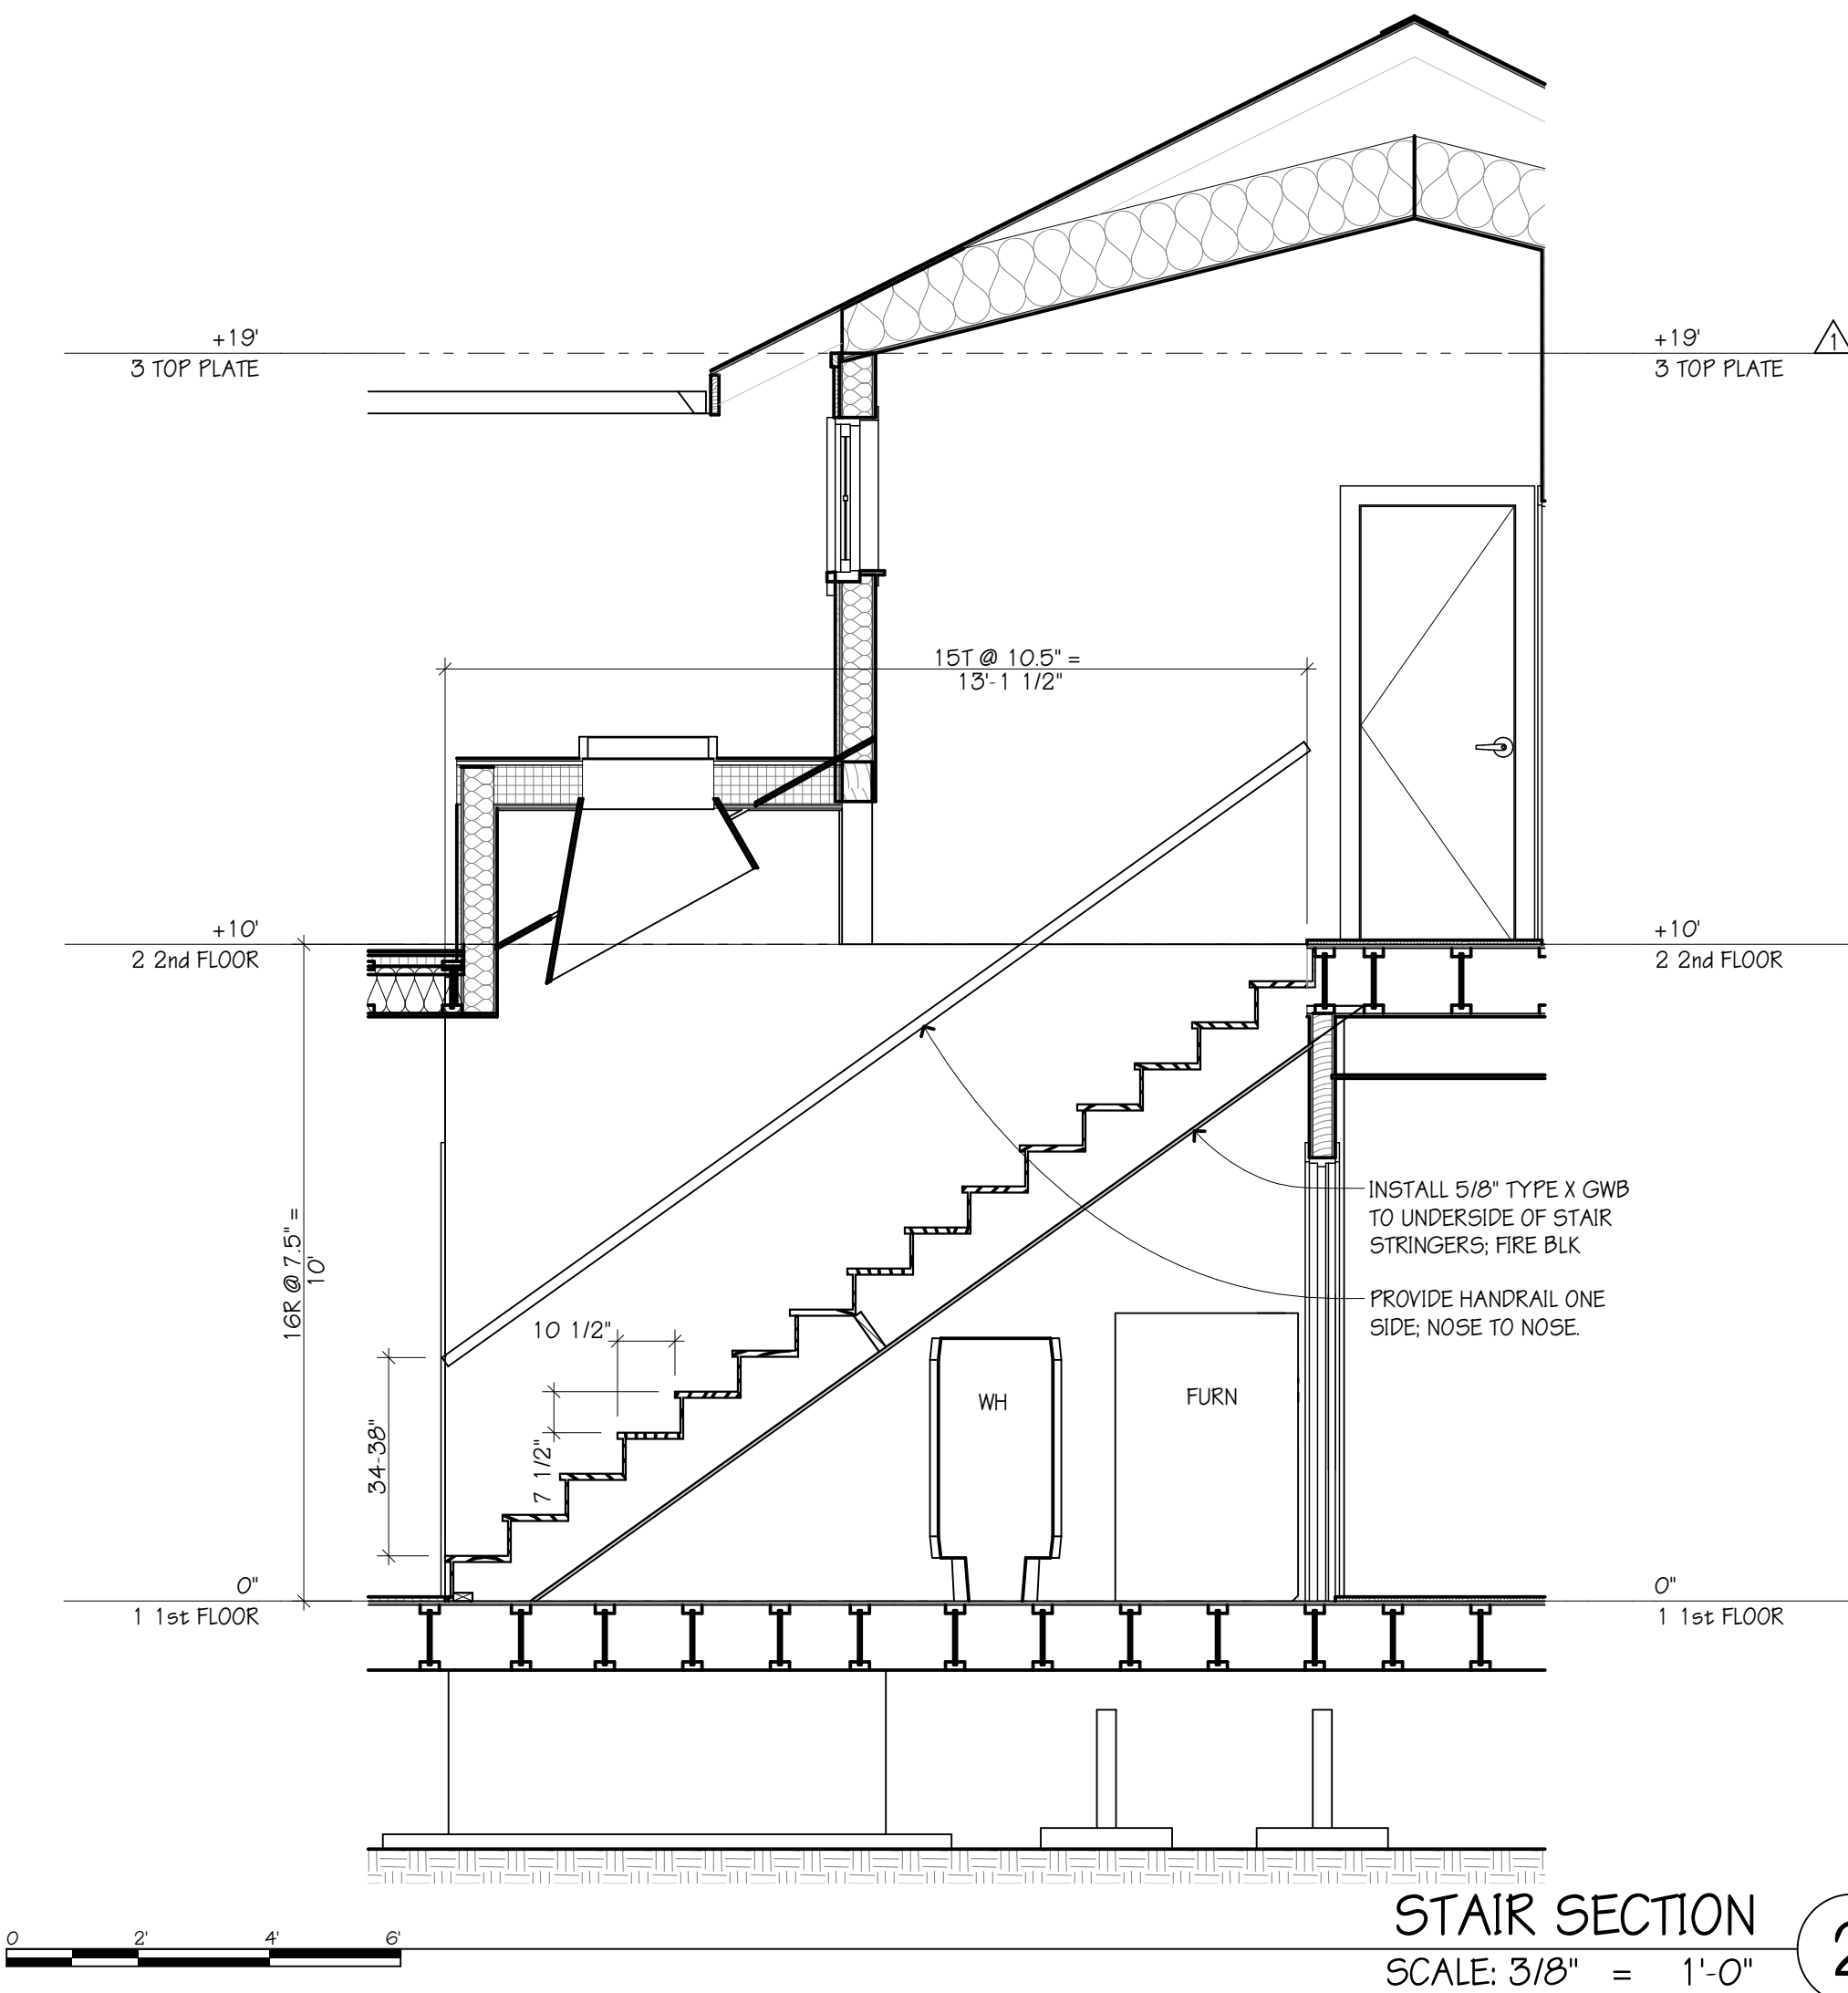 +19'
3 TOP PLATE
+19'
3 TOP PLATE
1
15T @ 10.5" =
13'-1 1/2"
+10'
2 2nd FLOOR
+10'
2 2nd FLOOR
16R @ 7.5" =
10'
INSTALL 5/8" TYPE X GWB
TO UNDERSIDE OF STAIR
STRINGERS; FIRE BLK
PROVIDE HANDRAIL ONE
SIDE; NOSE TO NOSE.
10 1/2"
7 1/2"
34-38"
WH
FURN
0"
1 1st FLOOR
0"
1 1st FLOOR
0 2' 4' 6'
STAIR SECTION
SCALE: 3/8" = 1'-0"
2